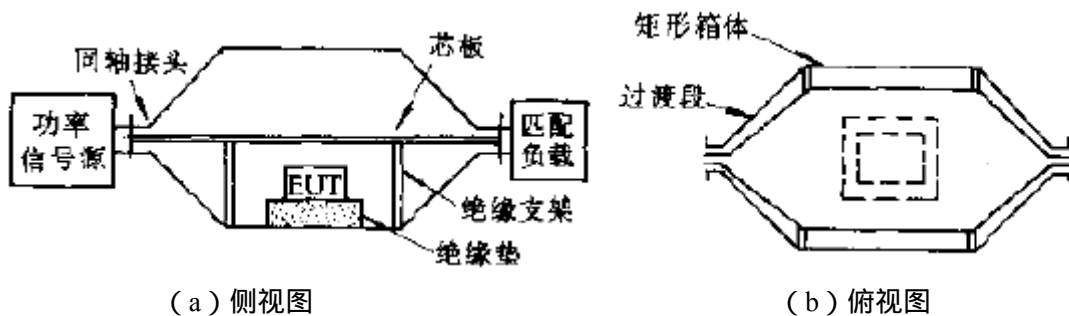 同轴接头
芯板
功率
信号源
EUT
匹配
负载
绝缘支架
绝缘垫
(a)侧视图
矩形箱体
过渡段
(b)俯视图